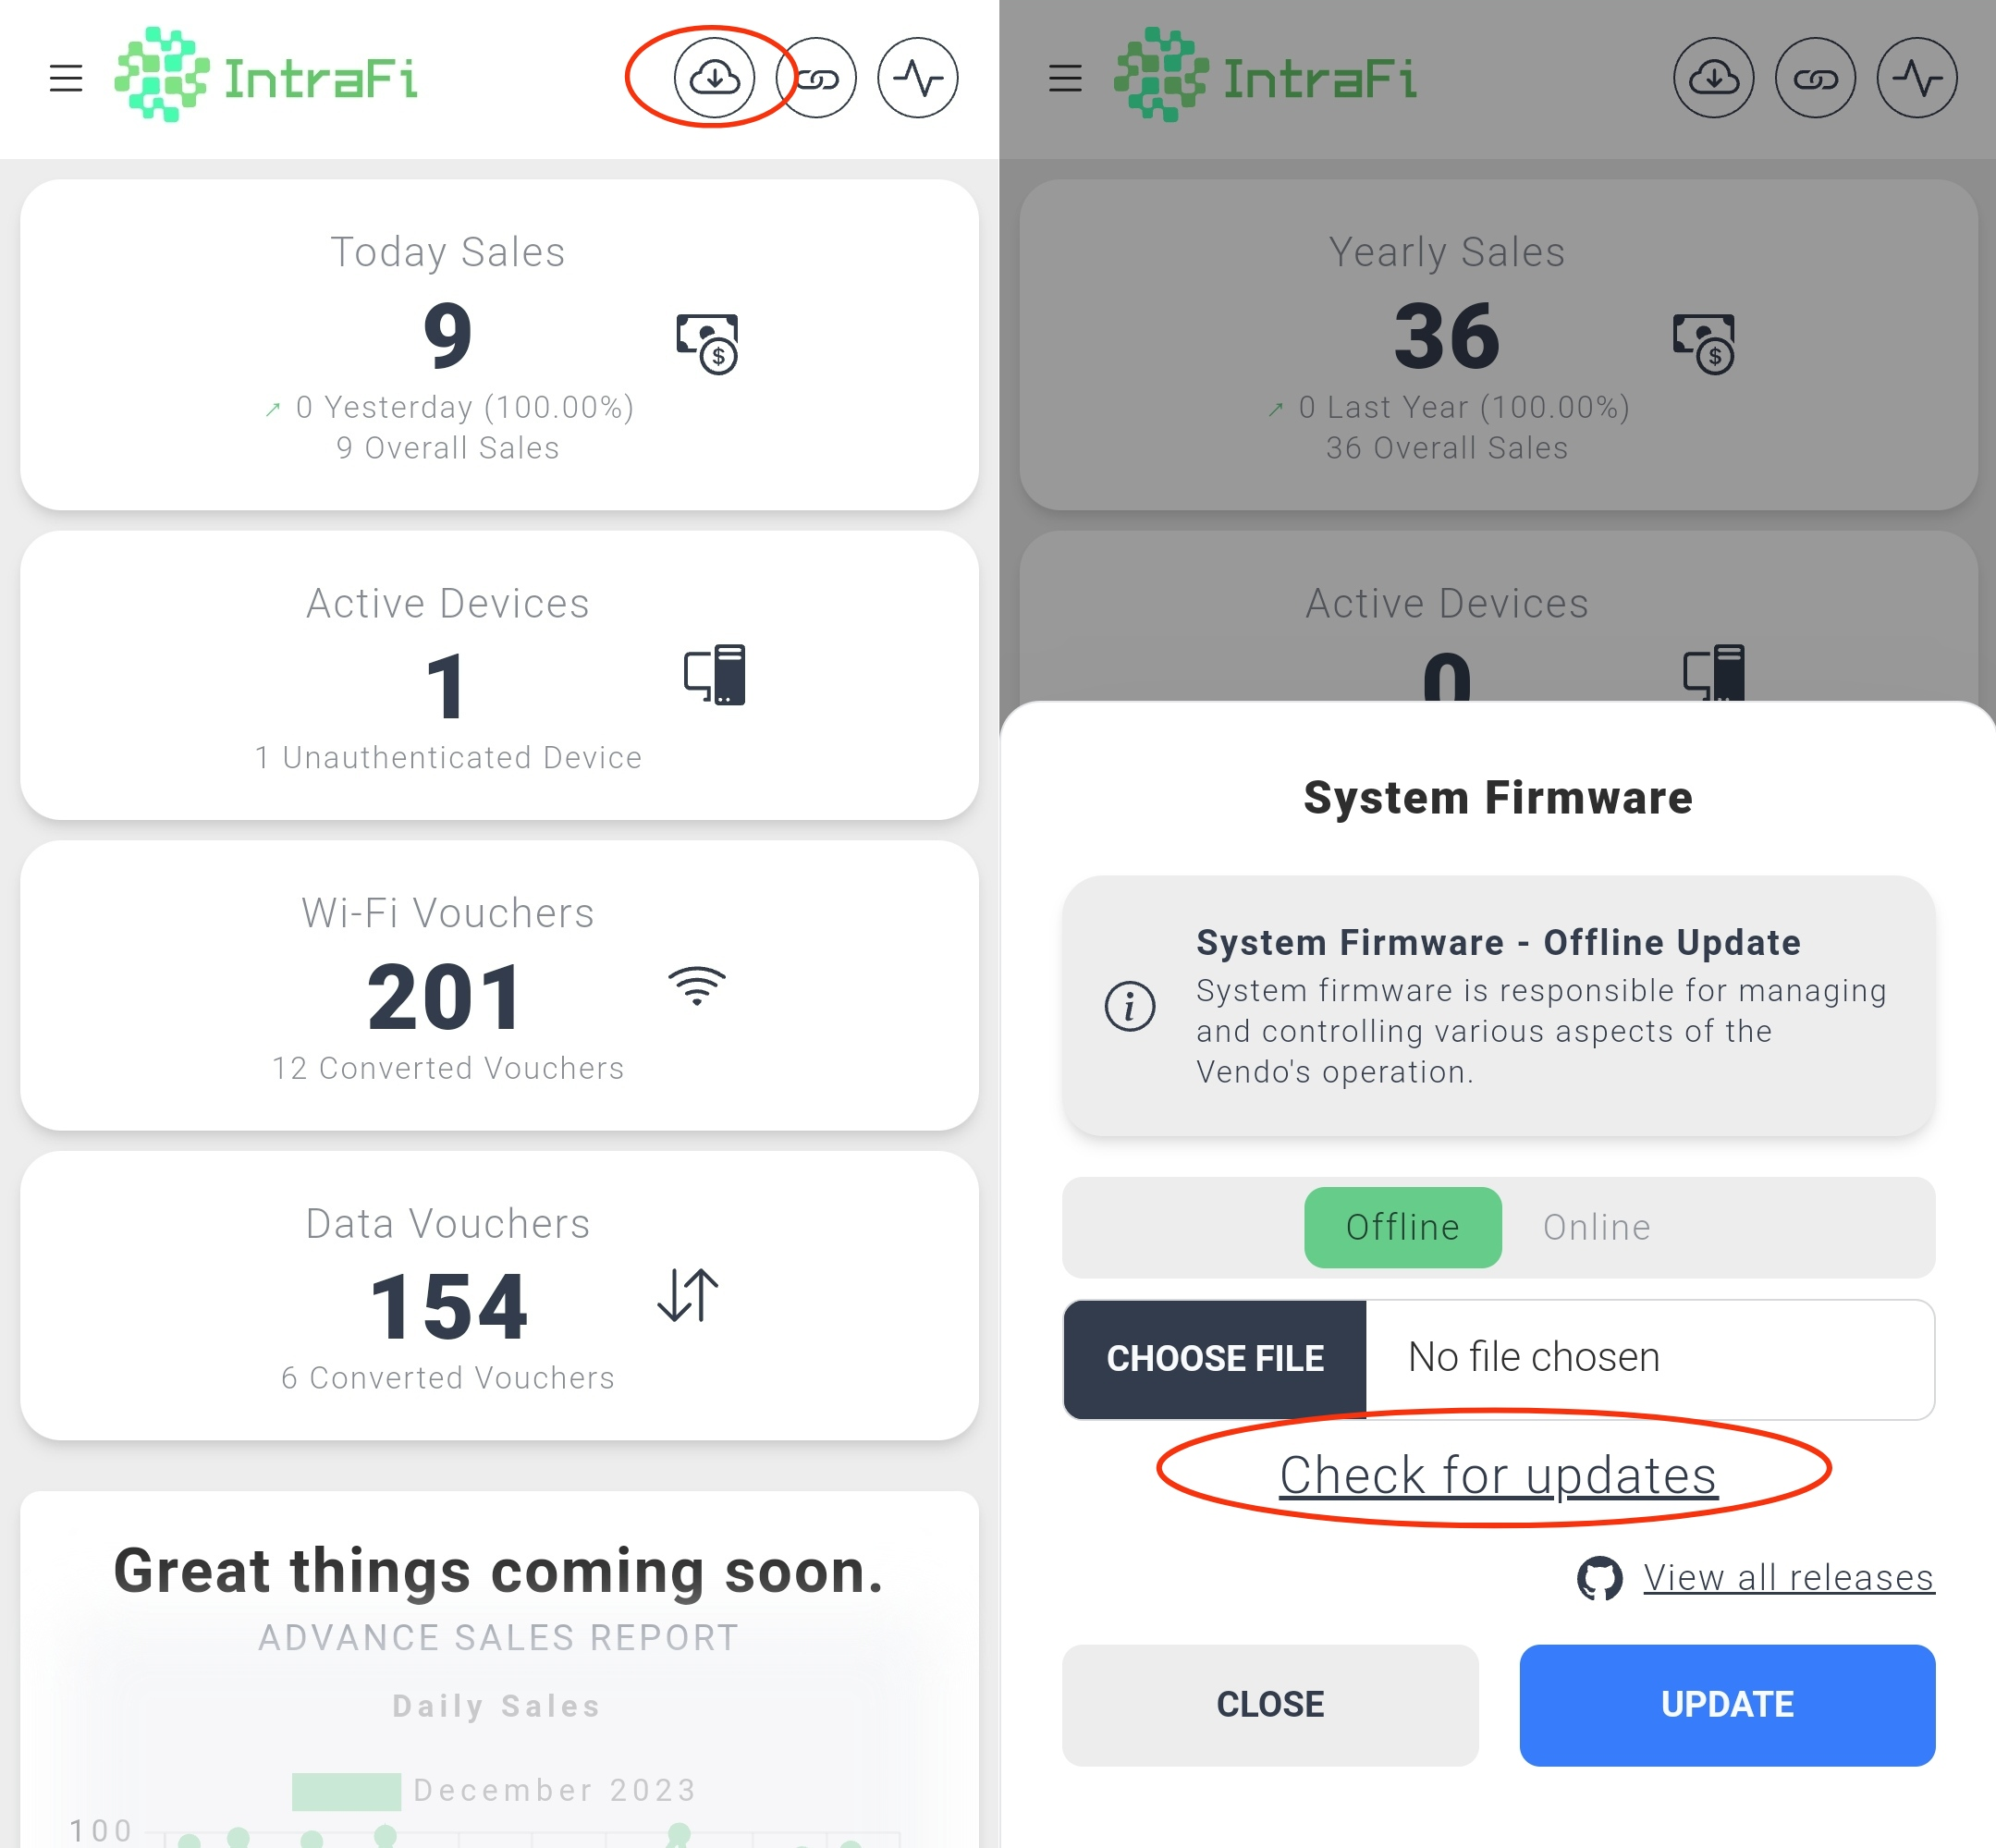 IntraFi
Today Sales
9
↗ 0 Yesterday (100.00%)
9 Overall Sales
Active Devices
1
1 Unauthenticated Device
Wi-Fi Vouchers
201
12 Converted Vouchers
Data Vouchers
154
6 Converted Vouchers
Great things coming soon.
ADVANCE SALES REPORT
Daily Sales
December 2023
100
IntraFi
Yearly Sales
36
↗ 0 Last Year (100.00%)
36 Overall Sales
Active Devices
0
System Firmware
System Firmware - Offline Update
System firmware is responsible for managing
and controlling various aspects of the
Vendo's operation.
Offline Online
CHOOSE FILE No file chosen
Check for updates
View all releases
CLOSE UPDATE